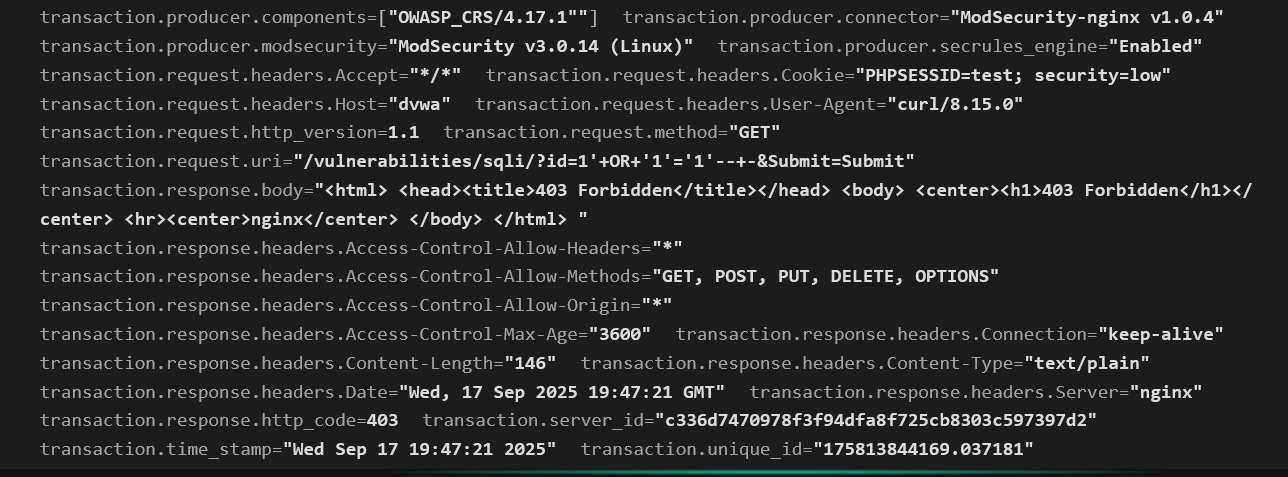 transaction.producer.components=["OWASP_CRS/4.17.1""] transaction.producer.connector="ModSecurity-nginx v1.0.4"
transaction.producer.modsecurity="ModSecurity v3.0.14 (Linux)" transaction.producer.secrules_engine="Enabled"
transaction.request.headers.Accept="*/*" transaction.request.headers.Cookie="PHPSESSID=test; security=low"
transaction.request.headers.Host="dvwa" transaction.request.headers.User-Agent="curl/8.15.0"
transaction.request.http_version=1.1 transaction.request.method="GET"
transaction.request.uri="/vulnerabilities/sqli/?id=1'+OR+'1'='1'--+-&Submit=Submit"
transaction.response.body="<html> <head><title>403 Forbidden</title></head> <body> <center><h1>403 Forbidden</h1></
center> <hr><center>nginx</center> </body> </html> "
transaction.response.headers.Access-Control-Allow-Headers="*"
transaction.response.headers.Access-Control-Allow-Methods="GET, POST, PUT, DELETE, OPTIONS"
transaction.response.headers.Access-Control-Allow-Origin="*"
transaction.response.headers.Access-Control-Max-Age="3600" transaction.response.headers.Connection="keep-alive"
transaction.response.headers.Content-Length="146" transaction.response.headers.Content-Type="text/plain"
transaction.response.headers.Date="Wed, 17 Sep 2025 19:47:21 GMT" transaction.response.headers.Server="nginx"
transaction.response.http_code=403 transaction.server_id="c336d7470978f3f94dfa8f725cb8303c597397d2"
transaction.time_stamp="Wed Sep 17 19:47:21 2025" transaction.unique_id="175813844169.037181"